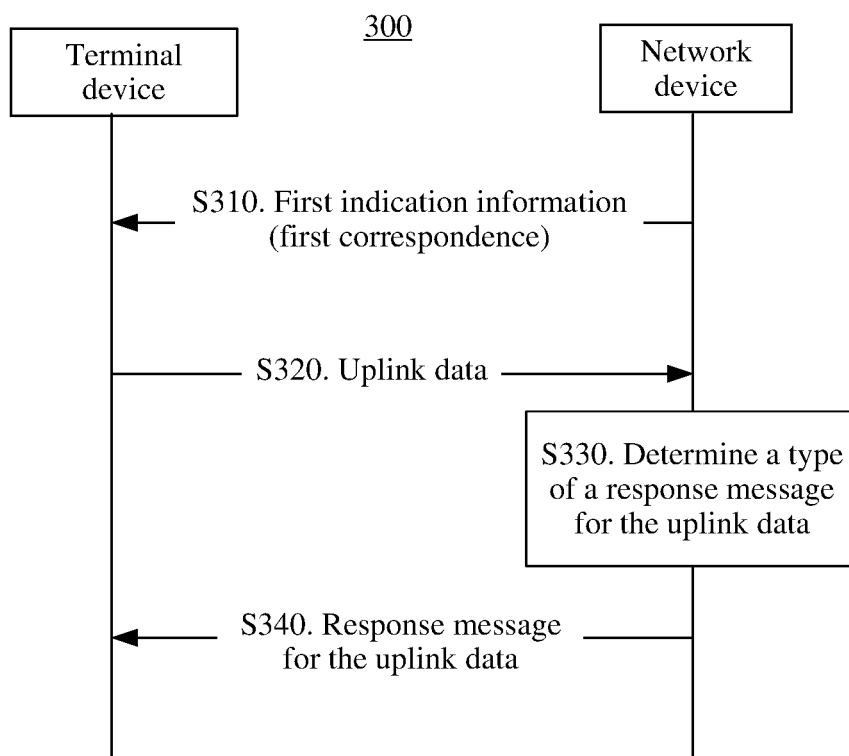 300
Terminal
device
Network
device
S310. First indication information
(first correspondence)
S320. Uplink data
S330. Determine a type
of a response message
for the uplink data
S340. Response message
for the uplink data